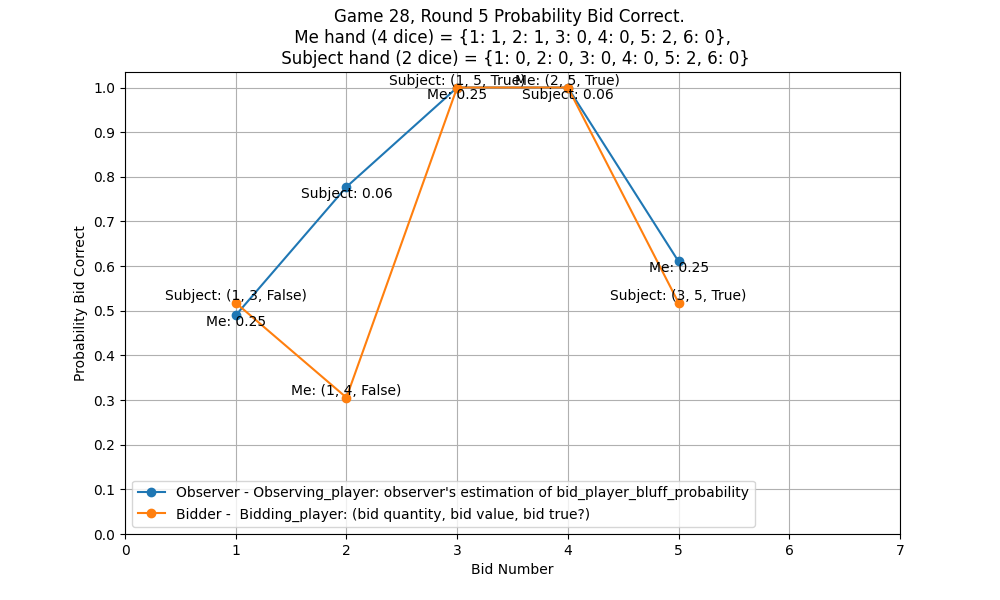 Game 28, Round 5 Probability Bid Correct.
Me hand (4 dice) = {1: 1, 2: 1, 3: 0, 4: 0, 5: 2, 6: 0},
Subject hand (2 dice) = {1: 0, 2: 0, 3: 0, 4: 0, 5: 2, 6: 0}
Probability Bid Correct
1.0
0.9
0.8
0.7
0.6
0.5
0.4
0.3
0.2
0.1
0.0
Subject: (1, 5, True)
Me: (2, 5, True)
Me: 0.25
Subject: 0.06
Subject: 0.06
Me: 0.25
Subject: (1, 3, False)
Subject: (3, 5, True)
Me: 0.25
Me: (1, 4, False)
Observer - Observing_player: observer's estimation of bid_player_bluff_probability
Bidder -  Bidding_player: (bid quantity, bid value, bid true?)
0 1 2 3 4 5 6 7
Bid Number